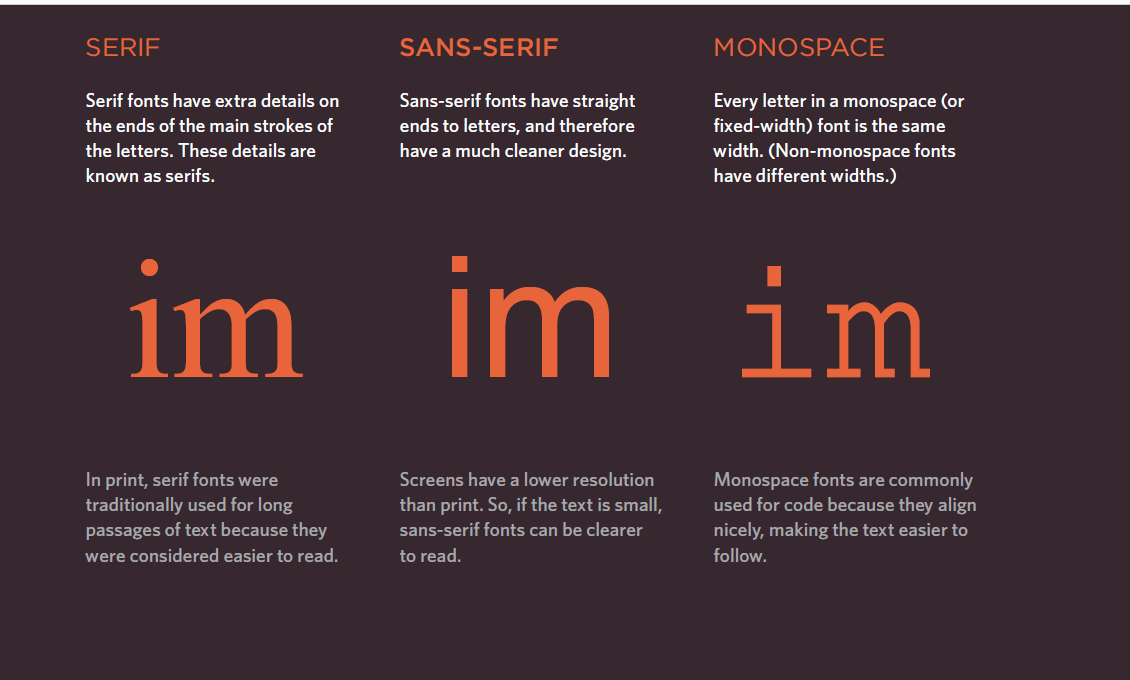 SERIF
Serif fonts have extra details on
the ends of the main strokes of
the letters. These details are
known as serifs.
im
In print, serif fonts were
traditionally used for long
passages of text because they
were considered easier to read.
SANS-SERIF
Sans-serif fonts have straight
ends to letters, and therefore
have a much cleaner design.
im
Screens have a lower resolution
than print. So, if the text is small,
sans-serif fonts can be clearer
to read.
MONOSPACE
Every letter in a monospace (or
fixed-width) font is the same
width. (Non-monospace fonts
have different widths.)
im
Monospace fonts are commonly
used for code because they align
nicely, making the text easier to
follow.